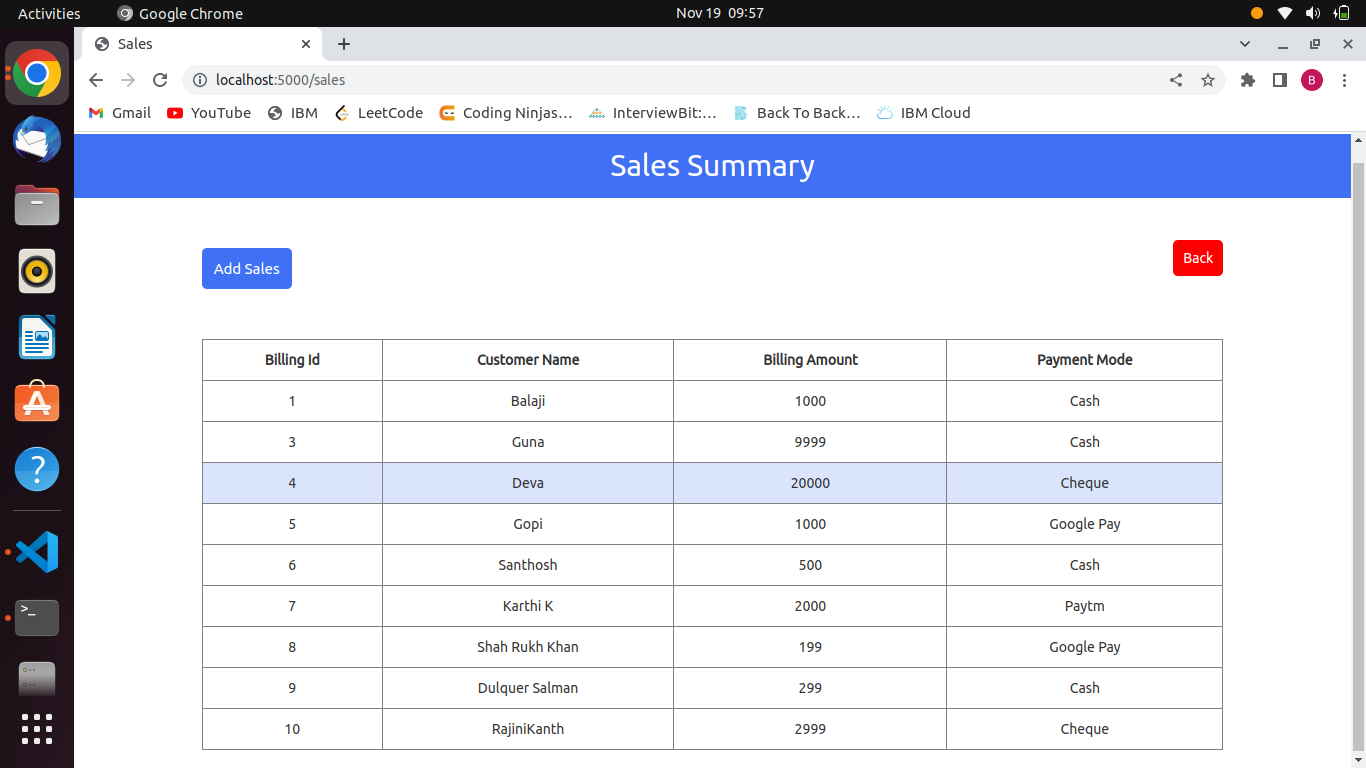 Activities Google Chrome Nov 19 09:57
Sales
localhost:5000/sales B
Gmail YouTube IBM LeetCode Coding Ninjas... InterviewBit:... Back To Back... IBM Cloud
Sales Summary
Add Sales Back
Billing Id Customer Name Billing Amount Payment Mode
1 Balaji 1000 Cash
3 Guna 9999 Cash
4 Deva 20000 Cheque
5 Gopi 1000 Google Pay
6 Santhosh 500 Cash
7 Karthi K 2000 Paytm
8 Shah Rukh Khan 199 Google Pay
9 Dulquer Salman 299 Cash
10 RajiniKanth 2999 Cheque